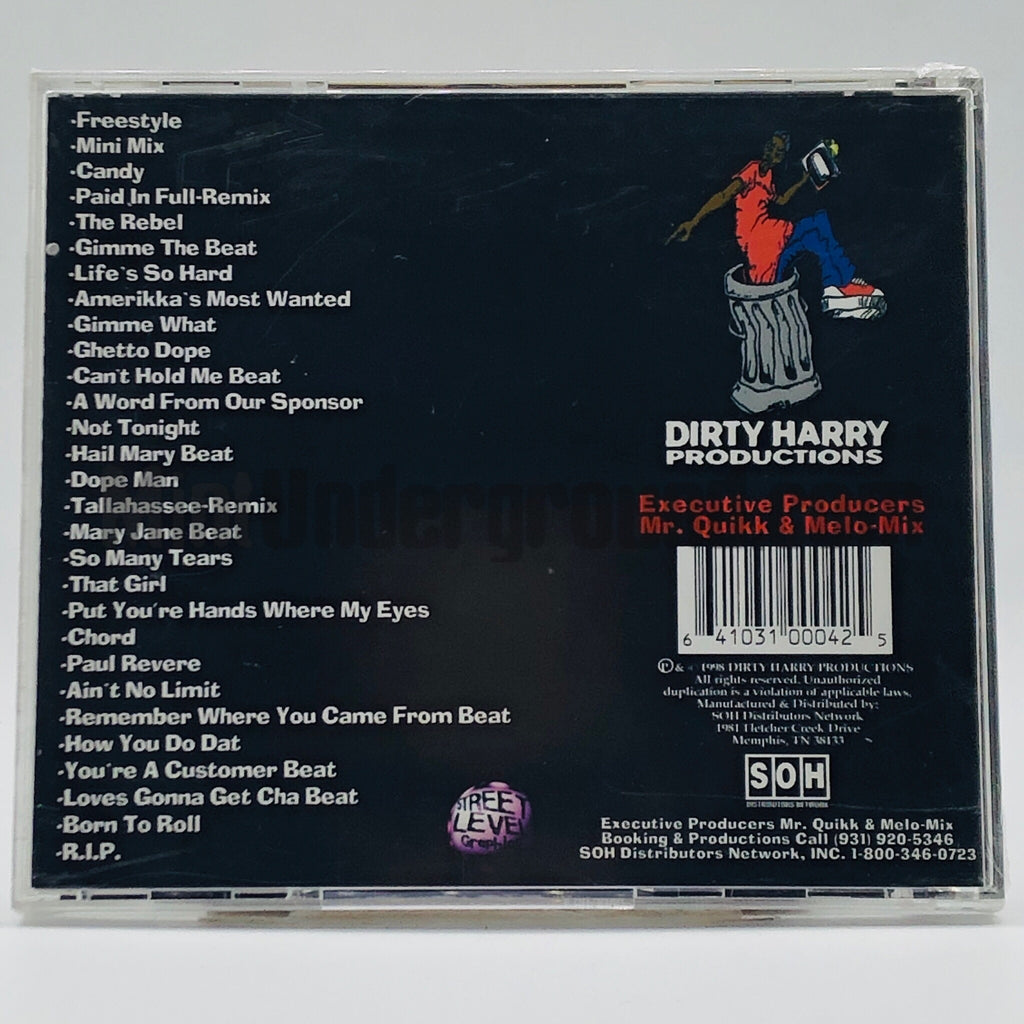 -Freestyle
-Mini Mix
-Candy
-Paid In Full-Remix
-The Rebel
-Gimme The Beat
-Life's So Hard
-Amerikka's Most Wanted
-Gimme What
-Ghetto Dope
-Can't Hold Me Beat
-A Word From Our Sponsor
-Not Tonight
-Hail Mary Beat
-Dope Man
-Tallahassee-Remix
-Mary Jane Beat
-So Many Tears
-That Girl
-Put You're Hands Where My Eyes
-Chord
-Paul Revere
-Ain't No Limit
-Remember Where You Came From Beat
-How You Do Dat
-You're A Customer Beat
-Loves Gonna Get Cha Beat
-Born To Roll
-R.I.P.
STREET
LEVEL
Graphics
DIRTY HARRY
PRODUCTIONS
Executive Producers
Mr. Quikk & Melo-Mix
6 41031 00042 5
℗ & © 1998 DIRTY HARRY PRODUCTIONS
All rights reserved. Unauthorized
duplication is a violation of applicable laws.
Manufactured & Distributed by:
SOH Distributors Network
1981 Fletcher Creek Drive
Memphis, TN 38133
SOH
DISTRIBUTORS NETWORK
Executive Producers Mr. Quikk & Melo-Mix
Booking & Productions Call (931) 920-5346
SOH Distributors Network, INC. 1-800-346-0723